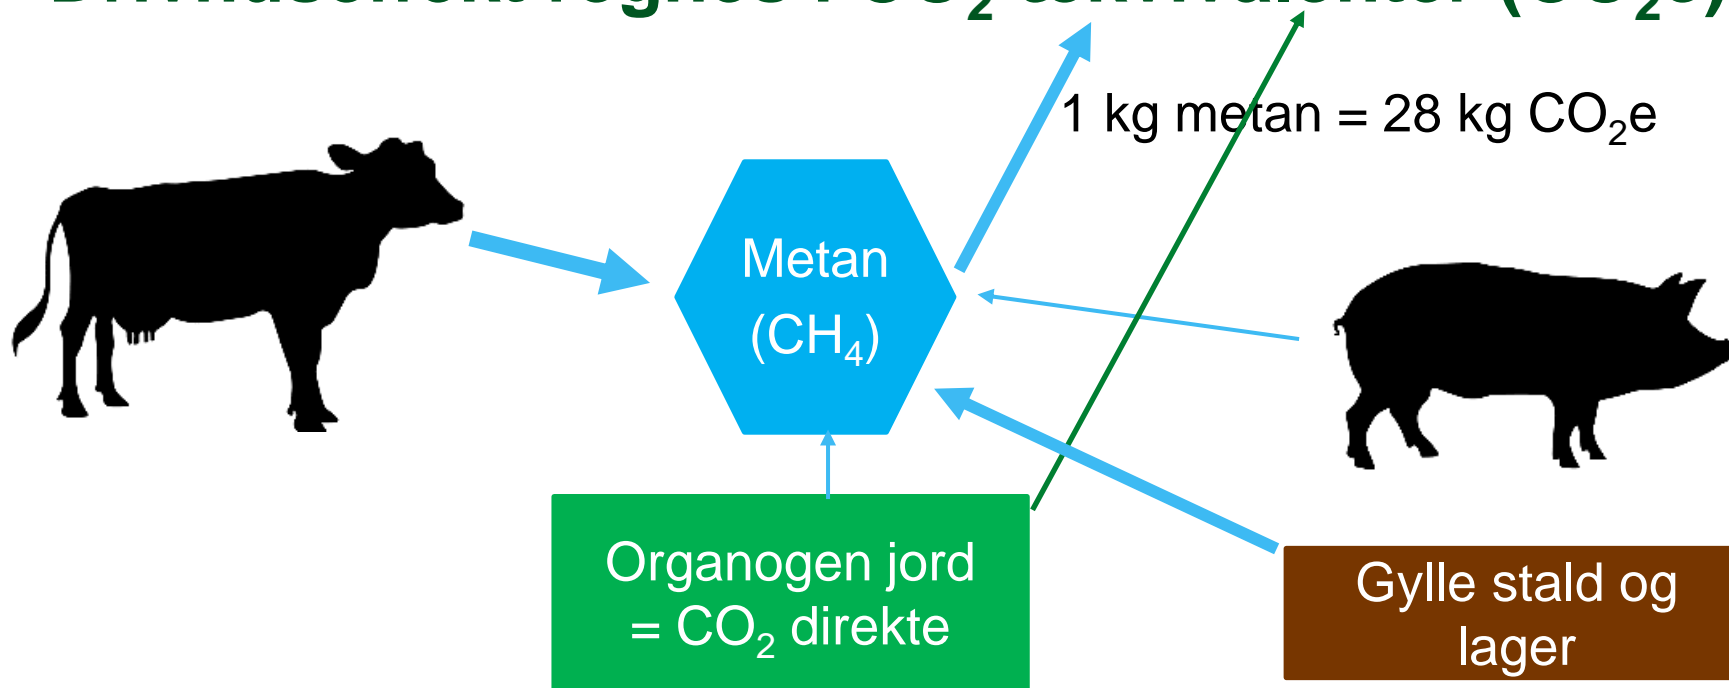 1 kg metan = 28 kg CO₂e
Metan
(CH₄)
Organogen jord
= CO₂ direkte
Gylle stald og
lager